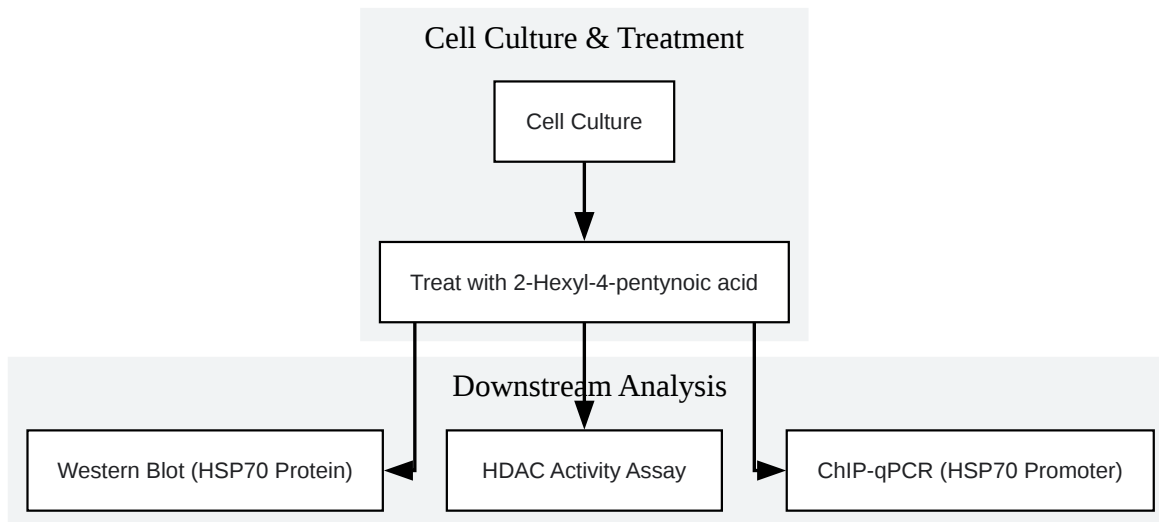 Cell Culture & Treatment
Cell Culture
Treat with 2-Hexyl-4-pentynoic acid
Downstream Analysis
Western Blot (HSP70 Protein)
HDAC Activity Assay
ChIP-qPCR (HSP70 Promoter)